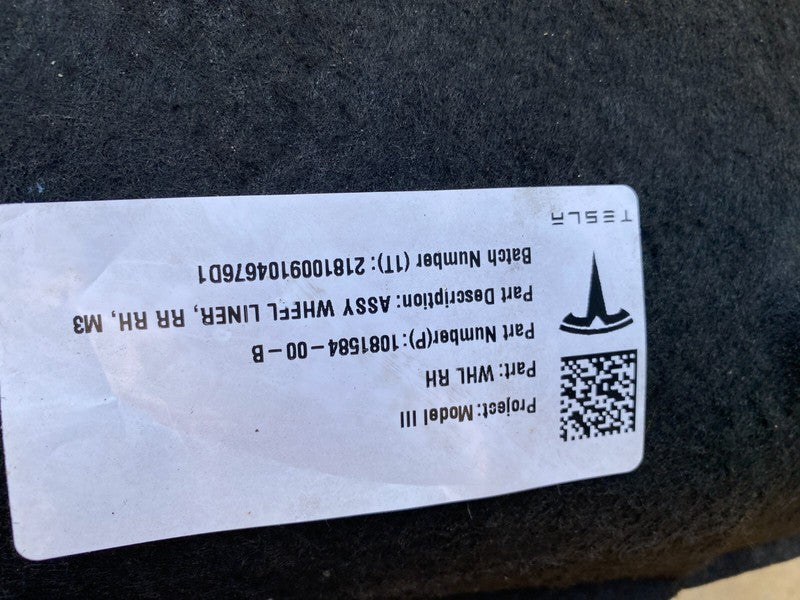 Project: Model III
Part: WHL RH
Part Number(P): 1081584-00-B
Part Description: ASSY WHEEL LINER, RR RH, M3
Batch Number (1T): 2181009104676D1
TESLA